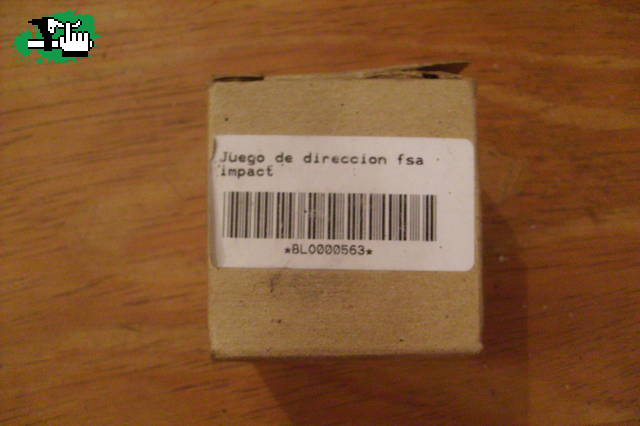 Juego de direccion fsa
impact
*BL0000563*